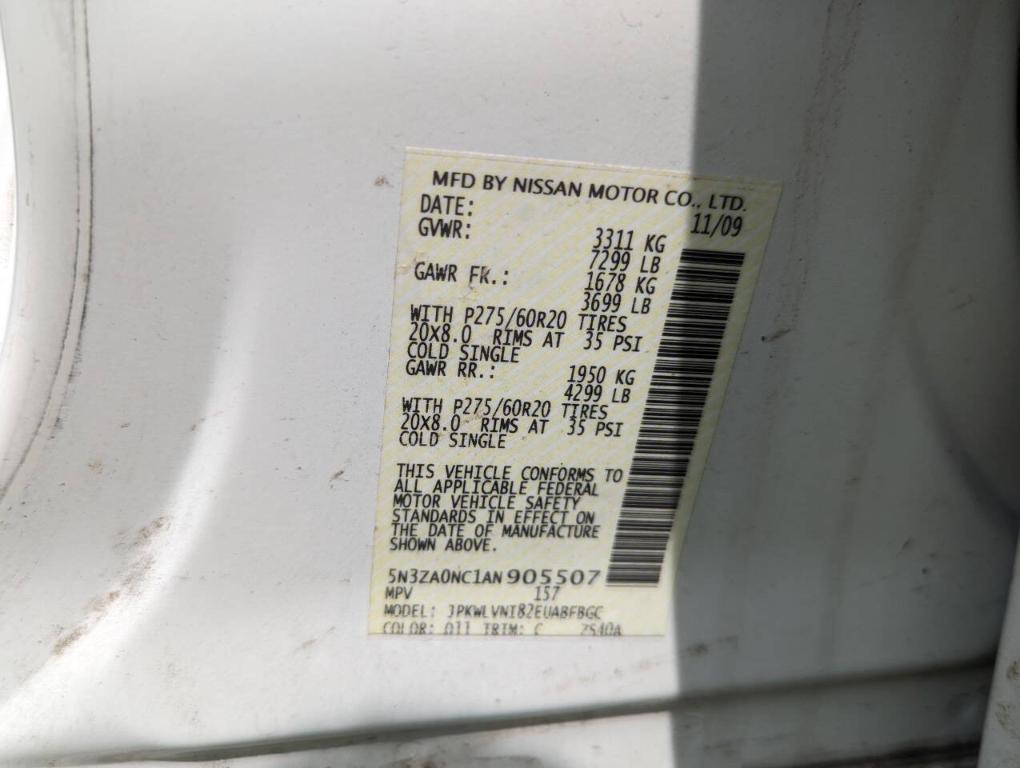 MFD BY NISSAN MOTOR CO., LTD.
DATE: 11/09
GVWR: 3311 KG
7299 LB
GAWR FR.: 1678 KG
3699 LB
WITH P275/60R20 TIRES
20X8.0 RIMS AT 35 PSI
COLD SINGLE
GAWR RR.: 1950 KG
4299 LB
WITH P275/60R20 TIRES
20X8.0 RIMS AT 35 PSI
COLD SINGLE
THIS VEHICLE CONFORMS TO
ALL APPLICABLE FEDERAL
MOTOR VEHICLE SAFETY
STANDARDS IN EFFECT ON
THE DATE OF MANUFACTURE
SHOWN ABOVE.
5N3ZA0NC1AN905507
MPV 157
MODEL:
COLOR: TRIM: C